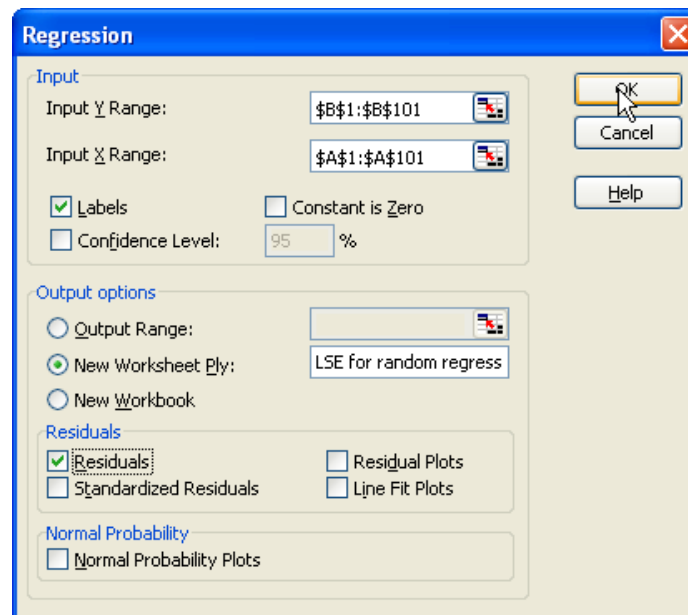 Regression
Input
Input Y Range:
$B$1:$B$101
Input X Range:
$A$1:$A$101
Labels
Constant is Zero
Confidence Level:
95
%
OK
Cancel
Help
Output options
Output Range:
New Worksheet Ply:
LSE for random regress
New Workbook
Residuals
Residuals
Residual Plots
Standardized Residuals
Line Fit Plots
Normal Probability
Normal Probability Plots